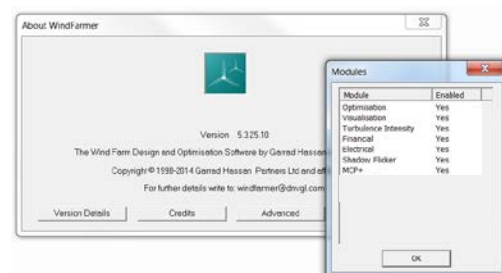 About WindFarmer
Version 5.3.25.10
The Wind Farm Design and Optimisation Software by Garrad Hassan
Copyright © 1998-2014 Garrad Hassan Partners Ltd and
For further details write to: windfarmer@dnvgl.com
Version Details
Credits
Advanced
Modules
Module Enabled
Optimisation Yes
Visualisation Yes
Turbulence Intensity Yes
Financial Yes
Electrical Yes
Shadow Flicker Yes
MCP+ Yes
OK